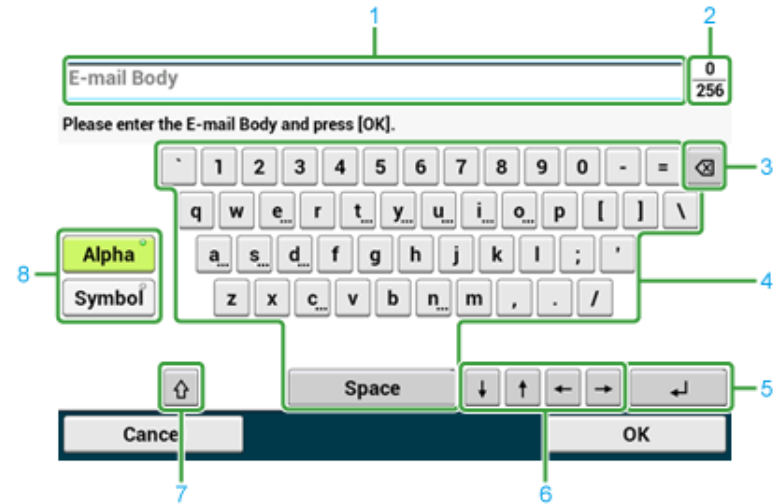 1 2
E-mail Body 0
256
Please enter the E-mail Body and press [OK].
` 1 2 3 4 5 6 7 8 9 0 - = ⌫ 3
q w e... r t... y... u... i... o... p [ ] \
Alpha a... s... d... f g h j k l ; '
8 4
Symbol z x c... v b n... m , . /
⇧ Space ↓ ↑ ← → ↵ 5
Cancel OK
7 6